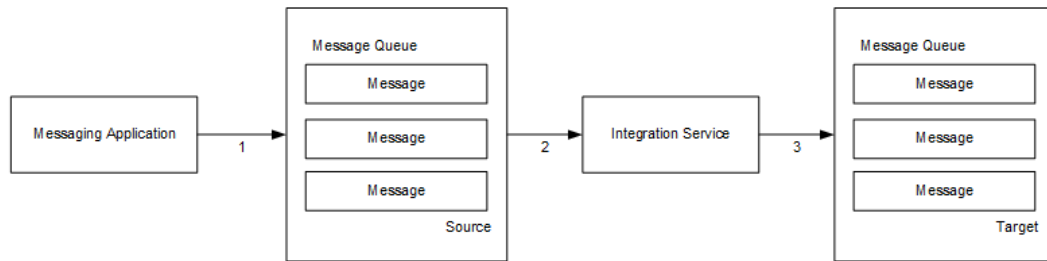 Messaging Application
1
Message Queue
Message
Message
Message
Source
2
Integration Service
3
Message Queue
Message
Message
Message
Target